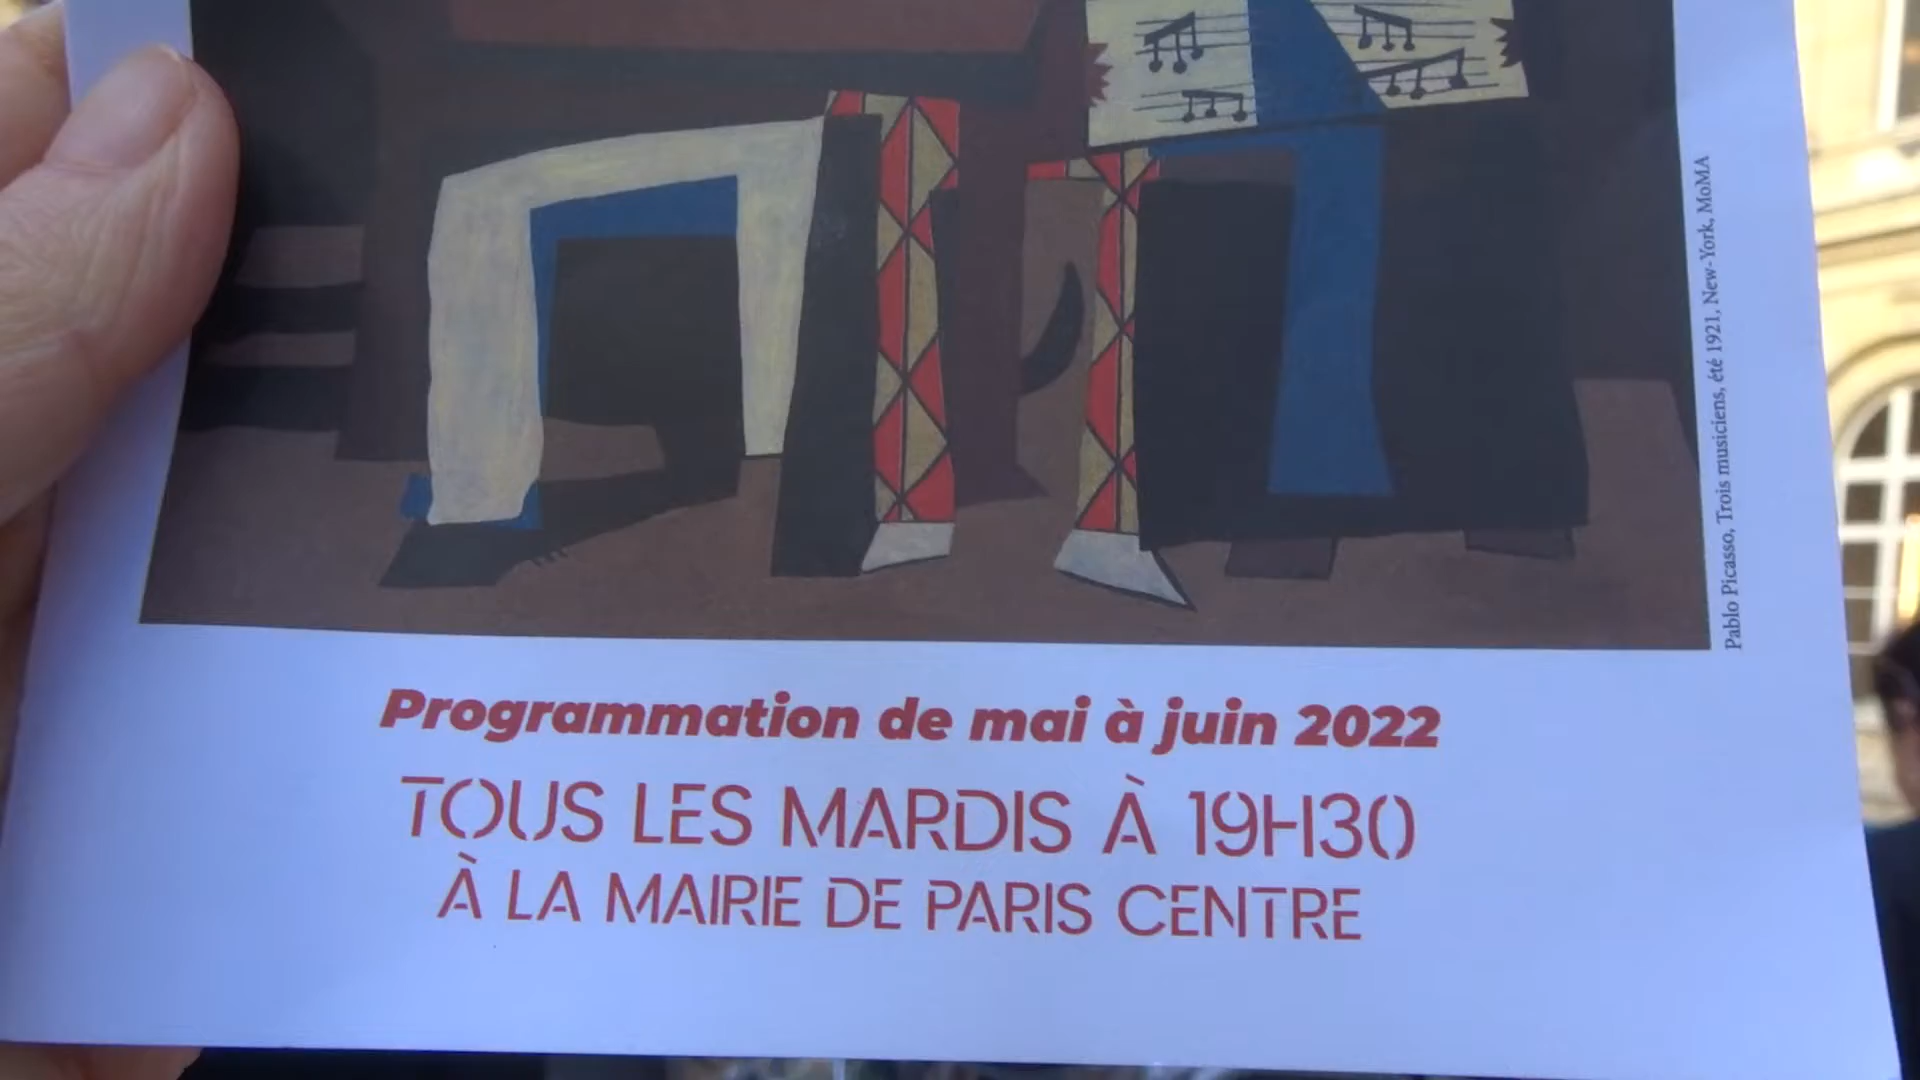 Pablo Picasso, Trois musiciens, été 1921, New-York, MoMA
Programmation de mai à juin 2022
TOUS LES MARDIS À 19H30
À LA MAIRIE DE PARIS CENTRE